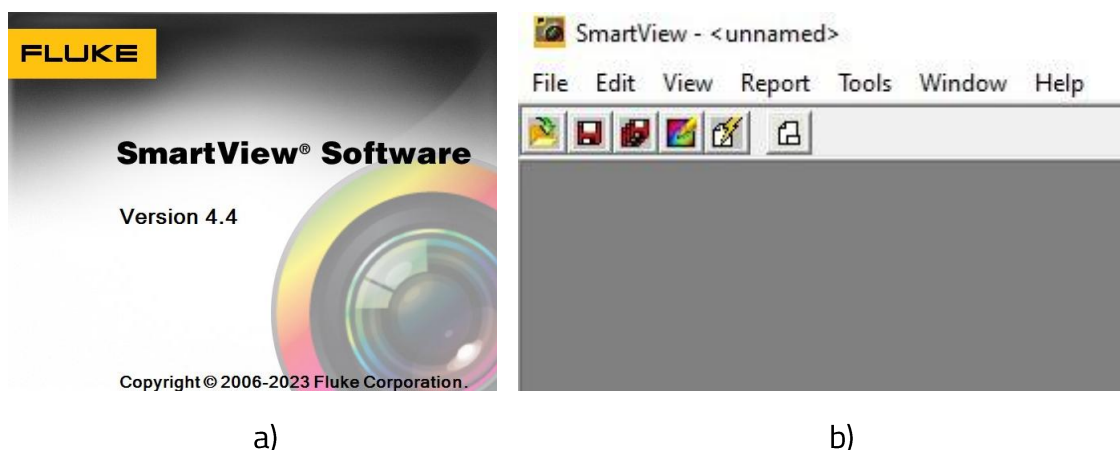 FLUKE
SmartView® Software
Version 4.4
Copyright © 2006-2023 Fluke Corporation.
a)
SmartView - <unnamed>
File Edit View Report Tools Window Help
b)